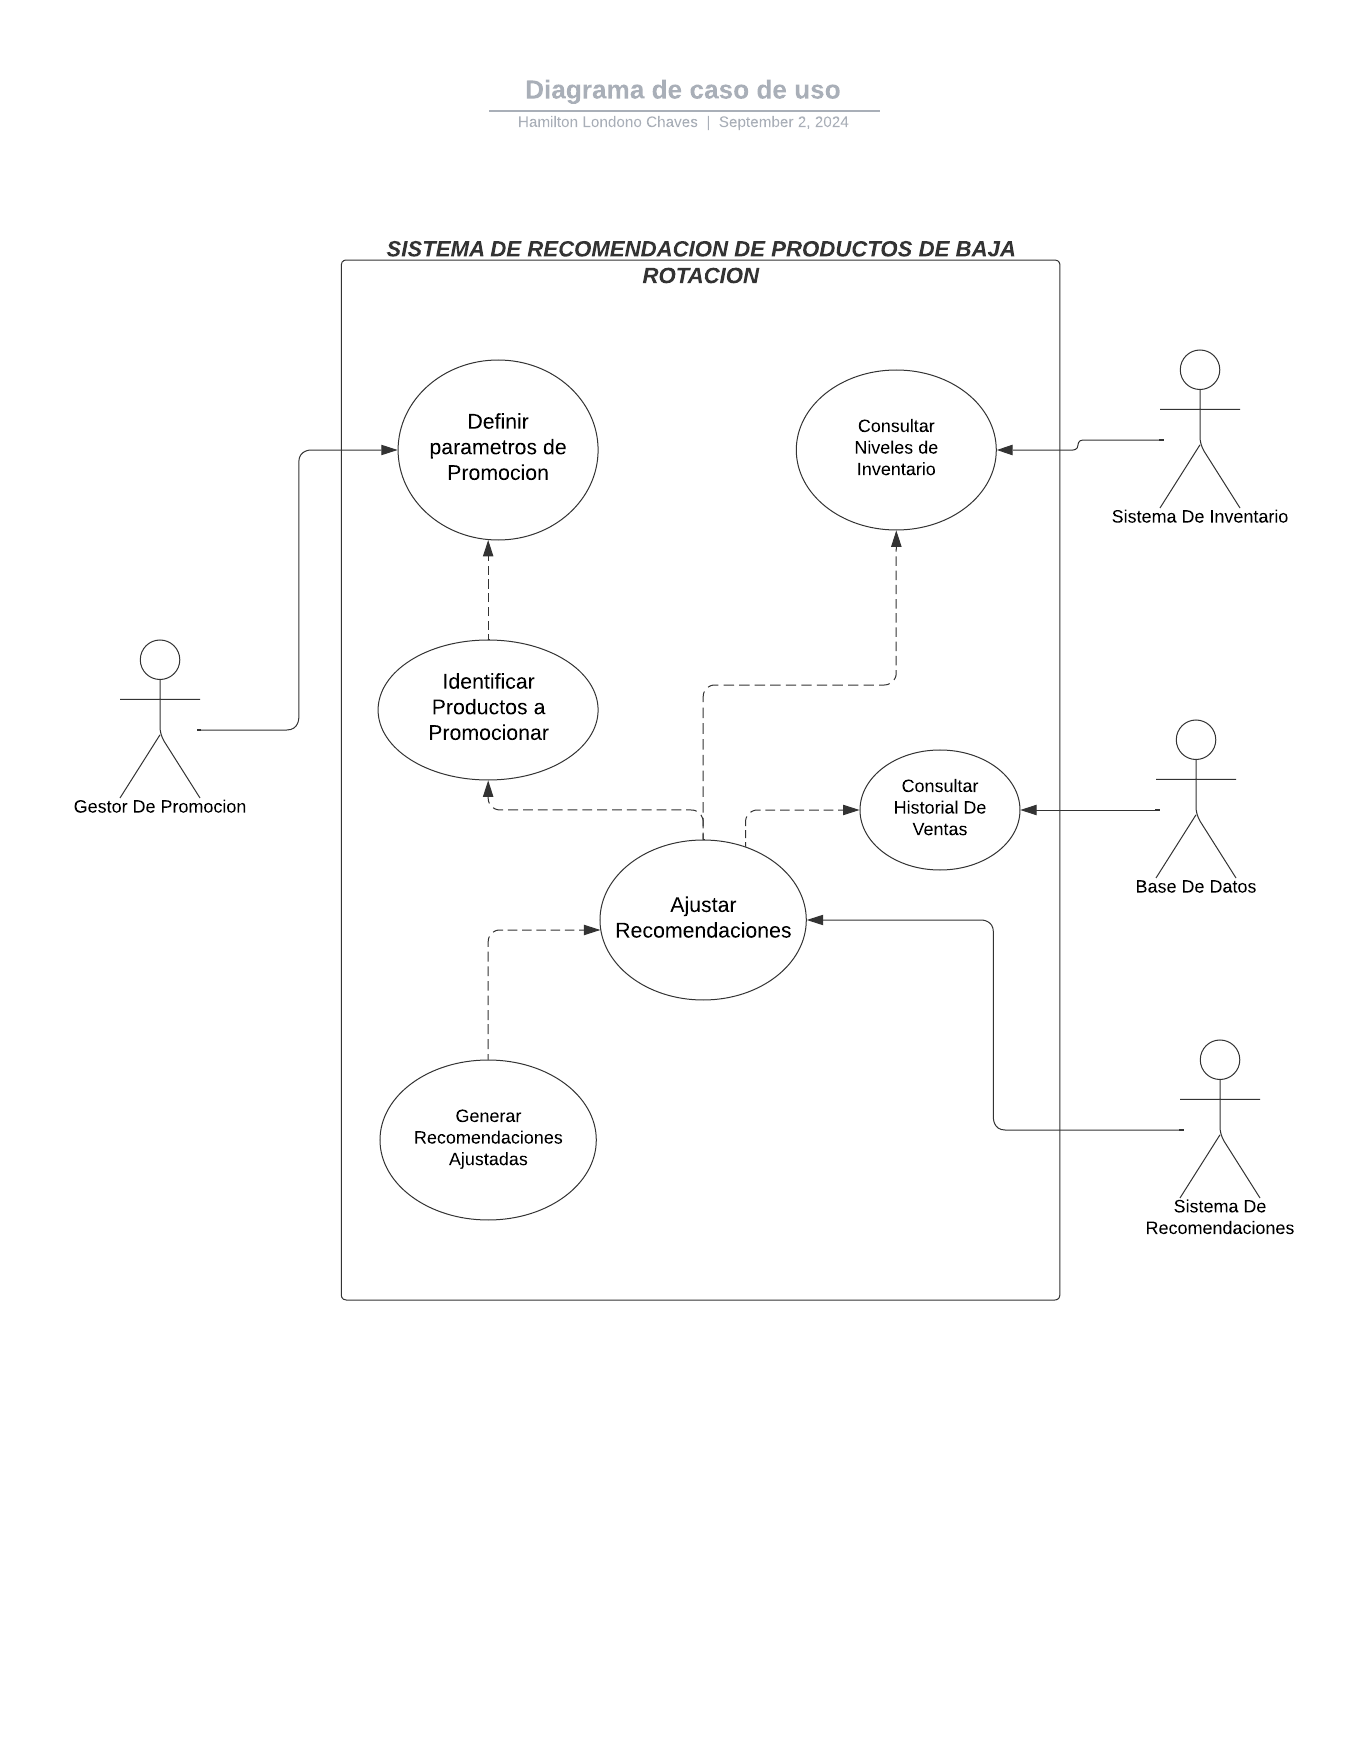 Diagrama de caso de uso
Hamilton Londono Chaves | September 2, 2024
SISTEMA DE RECOMENDACION DE PRODUCTOS DE BAJA
ROTACION
Definir
parametros de
Promocion
Consultar
Niveles de
Inventario
Sistema De Inventario
Identificar
Productos a
Promocionar
Gestor De Promocion
Consultar
Historial De
Ventas
Base De Datos
Ajustar
Recomendaciones
Generar
Recomendaciones
Ajustadas
Sistema De
Recomendaciones